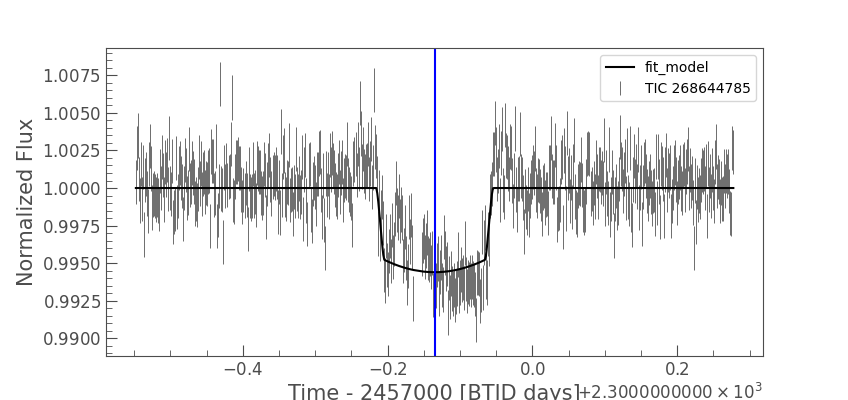 fit_model
TIC 268644785
Normalized Flux
1.0075
1.0050
1.0025
1.0000
0.9975
0.9950
0.9925
0.9900
−0.4 −0.2 0.0 0.2
Time - 2457000 [BTJD days]
+2.3000000000 × 10³